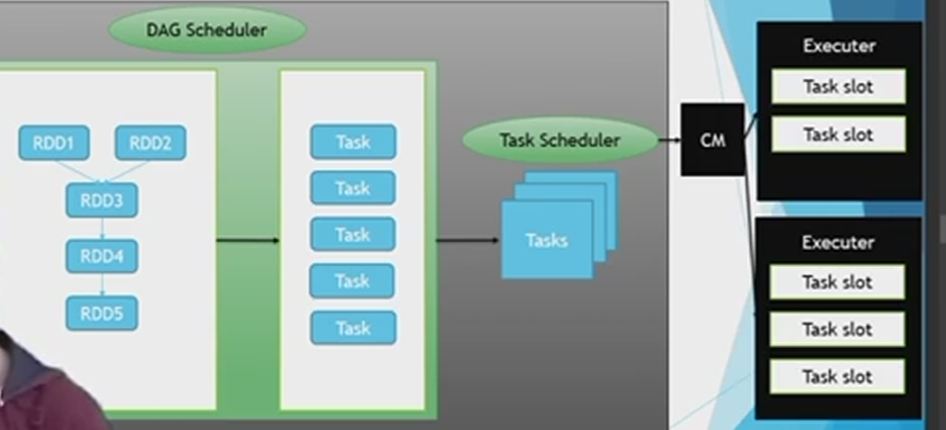 DAG Scheduler
RDD1
RDD2
RDD3
RDD4
RDD5
Task
Task
Task
Task
Task
Task Scheduler
Tasks
CM
Executer
Task slot
Task slot
Executer
Task slot
Task slot
Task slot